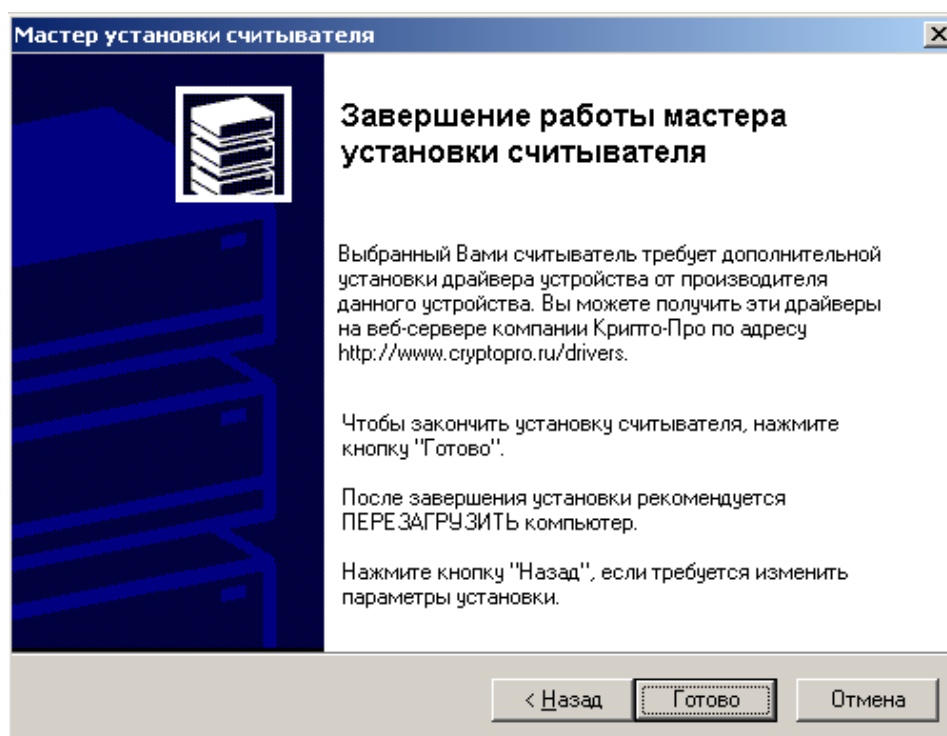 Мастер установки считывателя
Завершение работы мастера
установки считывателя
Выбранный Вами считыватель требует дополнительной
установки драйвера устройства от производителя
данного устройства. Вы можете получить эти драйверы
на веб-сервере компании Крипто-Про по адресу
http://www.cryptopro.ru/drivers.
Чтобы закончить установку считывателя, нажмите
кнопку "Готово".
После завершения установки рекомендуется
ПЕРЕЗАГРУЗИТЬ компьютер.
Нажмите кнопку "Назад", если требуется изменить
параметры установки.
< Назад Готово Отмена